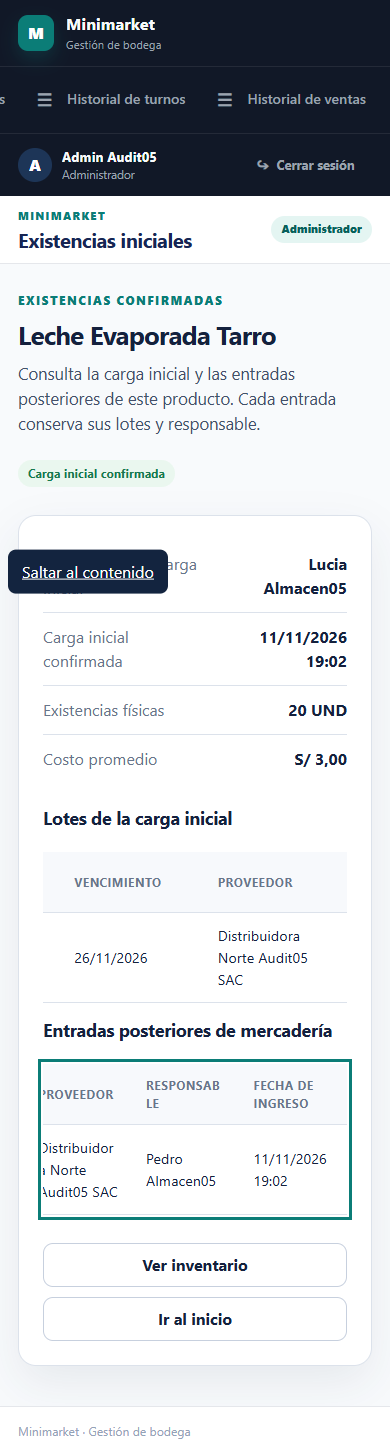 M Minimarket
Gestión de bodega
s ☰ Historial de turnos ☰ Historial de ventas
A Admin Audit05
Administrador
↪ Cerrar sesión
MINIMARKET
Existencias iniciales
Administrador
EXISTENCIAS CONFIRMADAS
Leche Evaporada Tarro
Consulta la carga inicial y las entradas
posteriores de este producto. Cada entrada
conserva sus lotes y responsable.
Carga inicial confirmada
Saltar al contenido
arga
Lucia
Almacen05
Carga inicial
confirmada
11/11/2026
19:02
Existencias físicas 20 UND
Costo promedio S/ 3,00
Lotes de la carga inicial
VENCIMIENTO PROVEEDOR
26/11/2026
Distribuidora
Norte Audit05
SAC
Entradas posteriores de mercadería
PROVEEDOR
RESPONSAB
LE
FECHA DE
INGRESO
Distribuidor
a Norte
Audit05 SAC
Pedro
Almacen05
11/11/2026
19:02
Ver inventario
Ir al inicio
Minimarket · Gestión de bodega